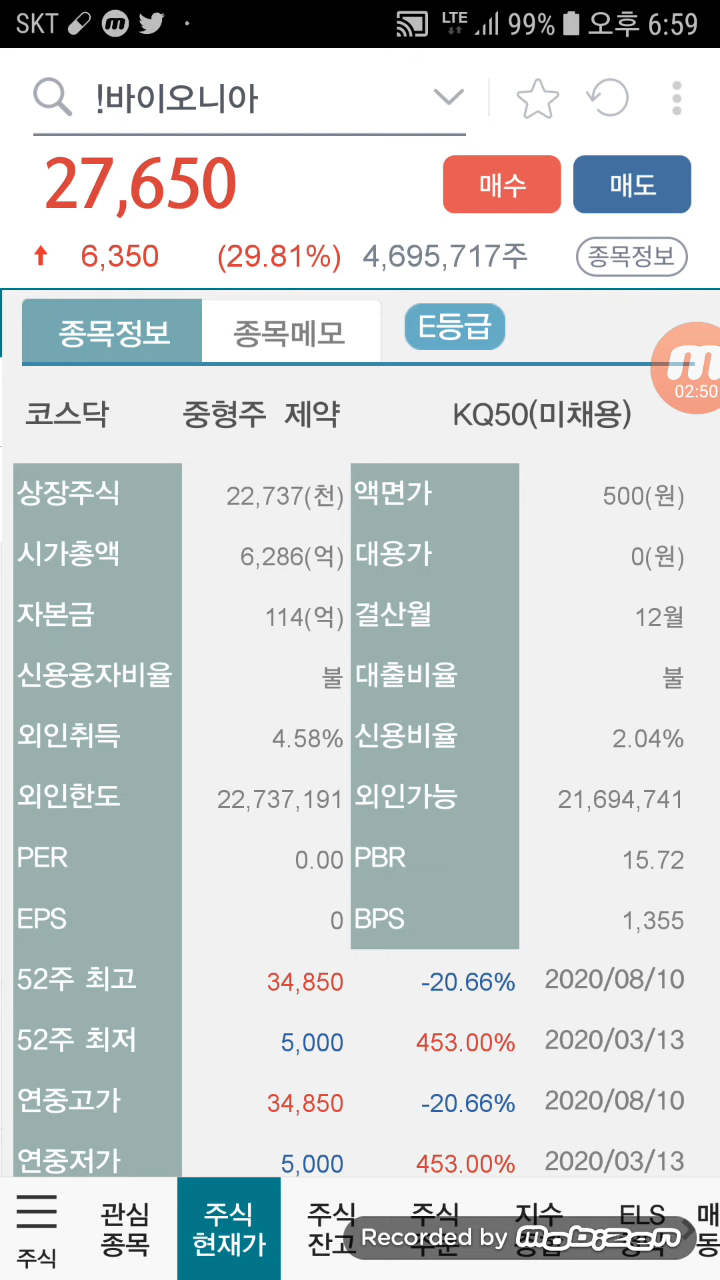 SKT LTE 99% 오후 6:59
!바이오니아
27,650 매수 매도
6,350 (29.81%) 4,695,717주 종목정보
종목정보 종목메모 E등급
02:50
코스닥 중형주 제약 KQ50(미채용)
상장주식 22,737(천) 액면가 500(원)
시가총액 6,286(억) 대용가 0(원)
자본금 114(억) 결산월 12월
신용융자비율 불 대출비율 불
외인취득 4.58% 신용비율 2.04%
외인한도 22,737,191 외인가능 21,694,741
PER 0.00 PBR 15.72
EPS 0 BPS 1,355
52주 최고 34,850 -20.66% 2020/08/10
52주 최저 5,000 453.00% 2020/03/13
연중고가 34,850 -20.66% 2020/08/10
연중저가 5,000 453.00% 2020/03/13
주식 관심 종목 주식 현재가 주식 잔고 주식 지수 ELS
Recorded by mobizen